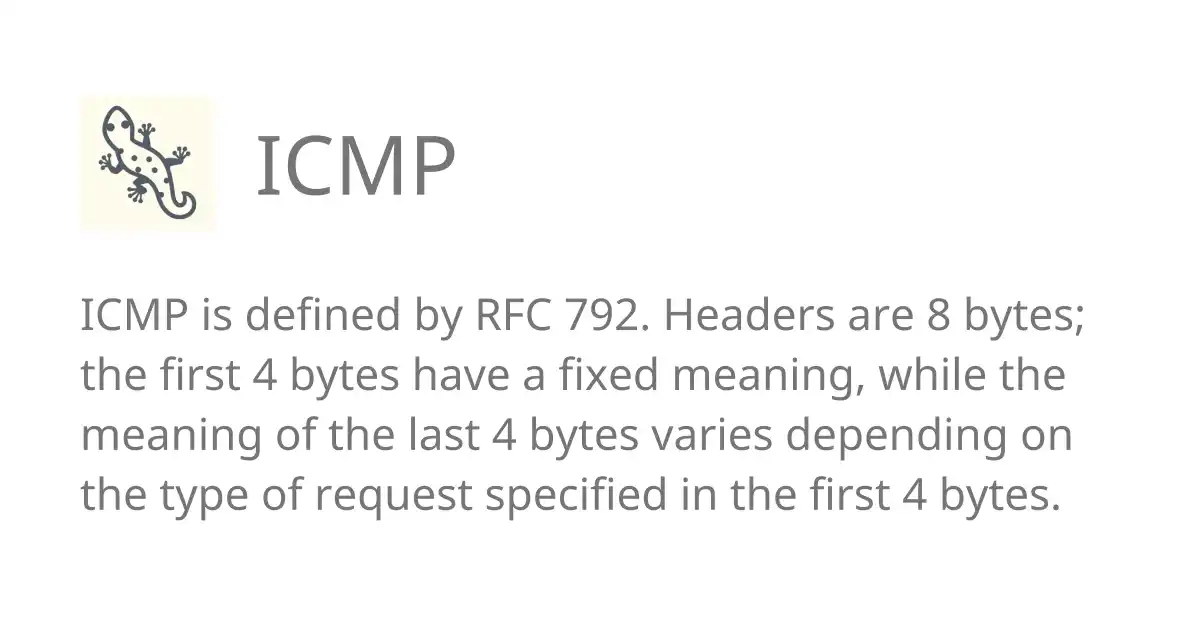 ICMP
ICMP is defined by RFC 792. Headers are 8 bytes;
the first 4 bytes have a fixed meaning, while the
meaning of the last 4 bytes varies depending on
the type of request specified in the first 4 bytes.